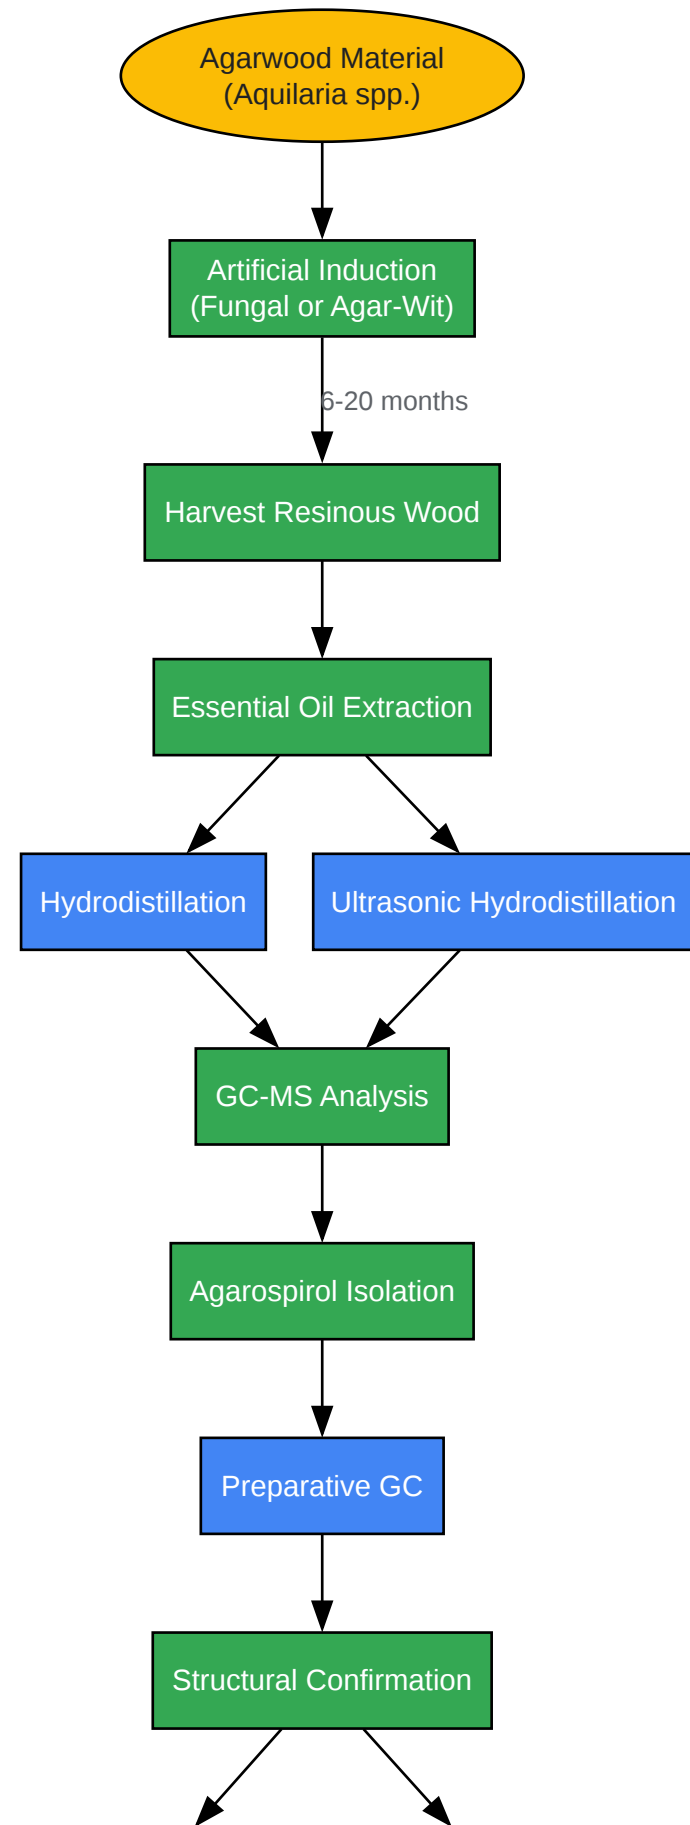 Agarwood Material
(Aquilaria spp.)
Artificial Induction
(Fungal or Agar-Wit)
6-20 months
Harvest Resinous Wood
Essential Oil Extraction
Hydrodistillation
Ultrasonic Hydrodistillation
GC-MS Analysis
Agarospirol Isolation
Preparative GC
Structural Confirmation